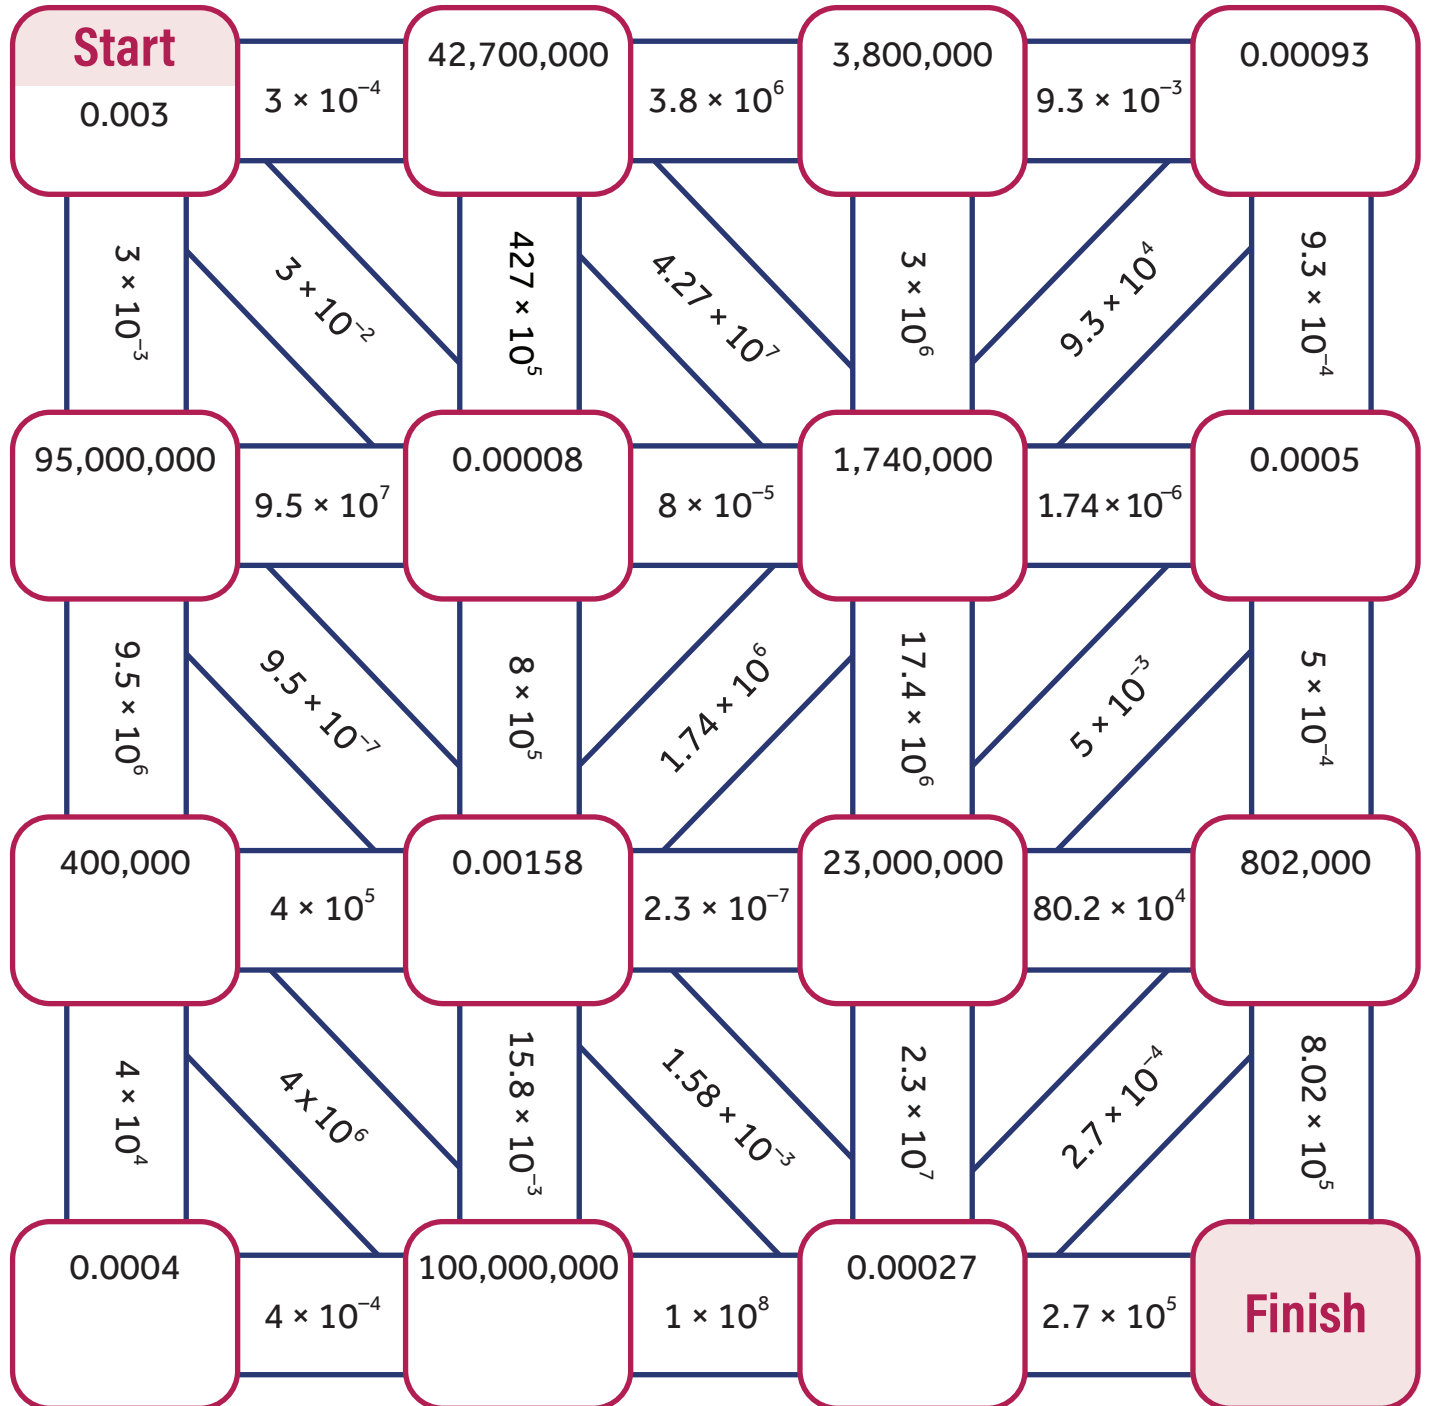 Start
0.003
3 × 10⁻⁴
42,700,000
3.8 × 10⁶
3,800,000
9.3 × 10⁻³
0.00093
3 × 10⁻³
3 × 10⁻²
427 × 10⁵
4.27 × 10⁷
3 × 10⁶
9.3 × 10⁴
9.3 × 10⁻⁴
95,000,000
9.5 × 10⁷
0.00008
8 × 10⁻⁵
1,740,000
1.74 × 10⁻⁶
0.0005
9.5 × 10⁶
9.5 × 10⁻⁷
8 × 10⁵
1.74 × 10⁶
17.4 × 10⁶
5 × 10⁻³
5 × 10⁻⁴
400,000
4 × 10⁵
0.00158
2.3 × 10⁻⁷
23,000,000
80.2 × 10⁴
802,000
4 × 10⁴
4 x 10⁶
15.8 × 10⁻³
1.58 × 10⁻³
2.3 × 10⁷
2.7 × 10⁻⁴
8.02 × 10⁵
0.0004
4 × 10⁻⁴
100,000,000
1 × 10⁸
0.00027
2.7 × 10⁵
Finish